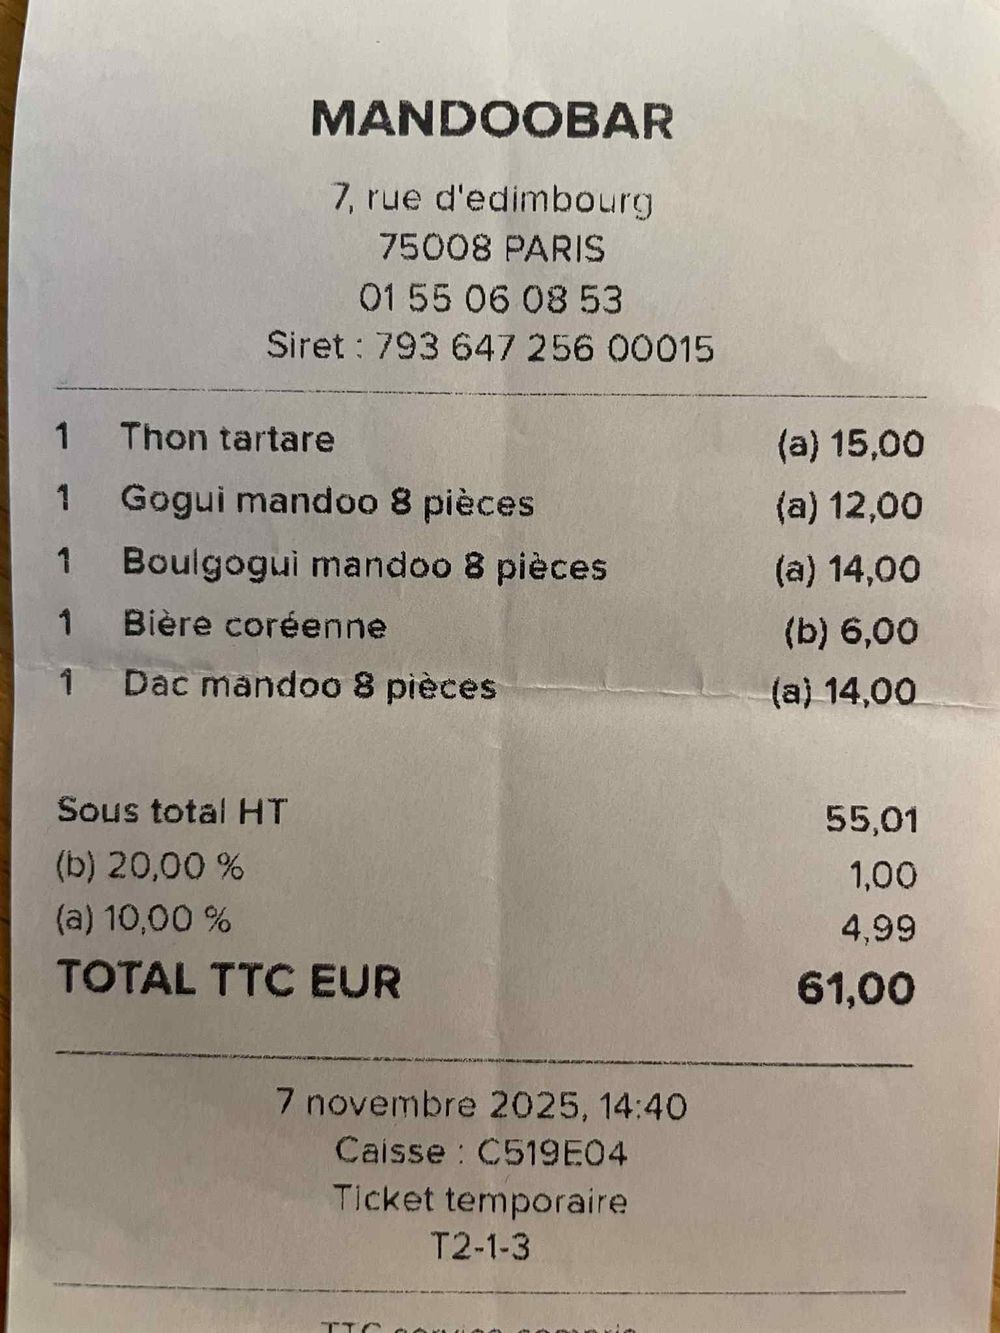 MANDOOBAR
7, rue d'edimbourg
75008 PARIS
01 55 06 08 53
Siret : 793 647 256 00015
1 Thon tartare (a) 15,00
1 Gogui mandoo 8 pièces (a) 12,00
1 Boulgogui mandoo 8 pièces (a) 14,00
1 Bière coréenne (b) 6,00
1 Dac mandoo 8 pièces (a) 14,00
Sous total HT 55,01
(b) 20,00 % 1,00
(a) 10,00 % 4,99
TOTAL TTC EUR 61,00
7 novembre 2025, 14:40
Caisse : C519E04
Ticket temporaire
T2-1-3
TTC service compris